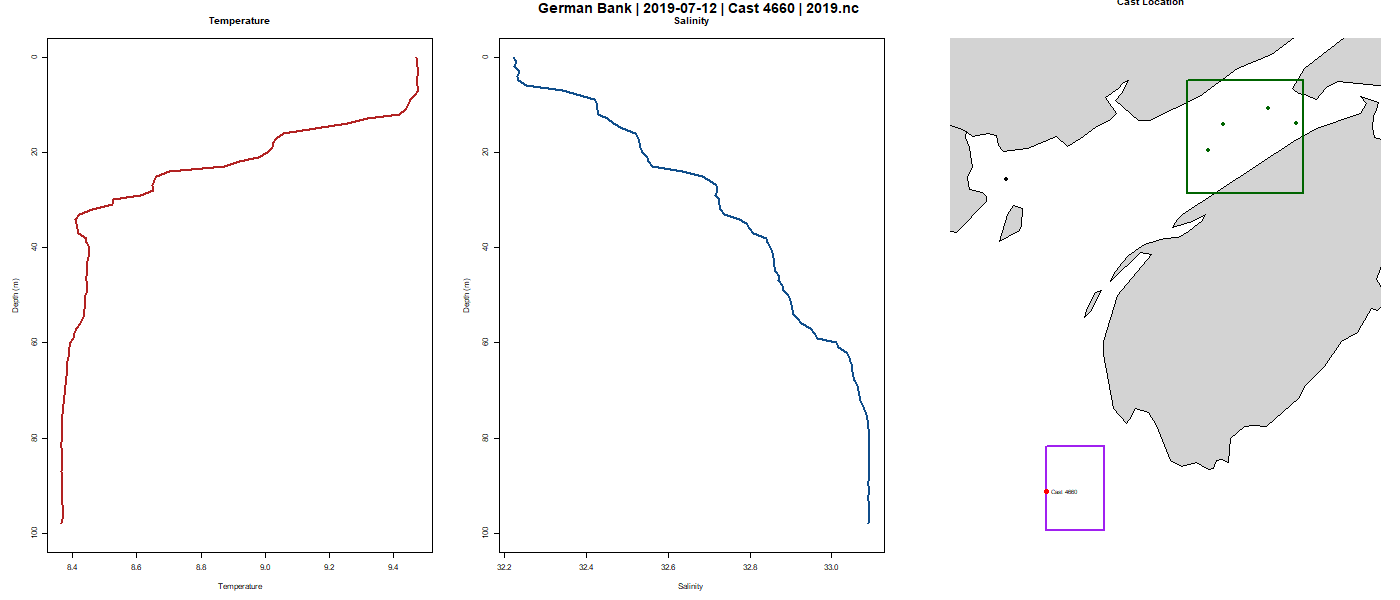 German Bank | 2019-07-12 | Cast 4660 | 2019.nc
Temperature
Salinity
Cast Location
0
20
40
60
80
100
Depth (m)
8.4 8.6 8.8 9.0 9.2 9.4
Temperature
0
20
40
60
80
100
Depth (m)
32.2 32.4 32.6 32.8 33.0
Salinity
Cast 4660